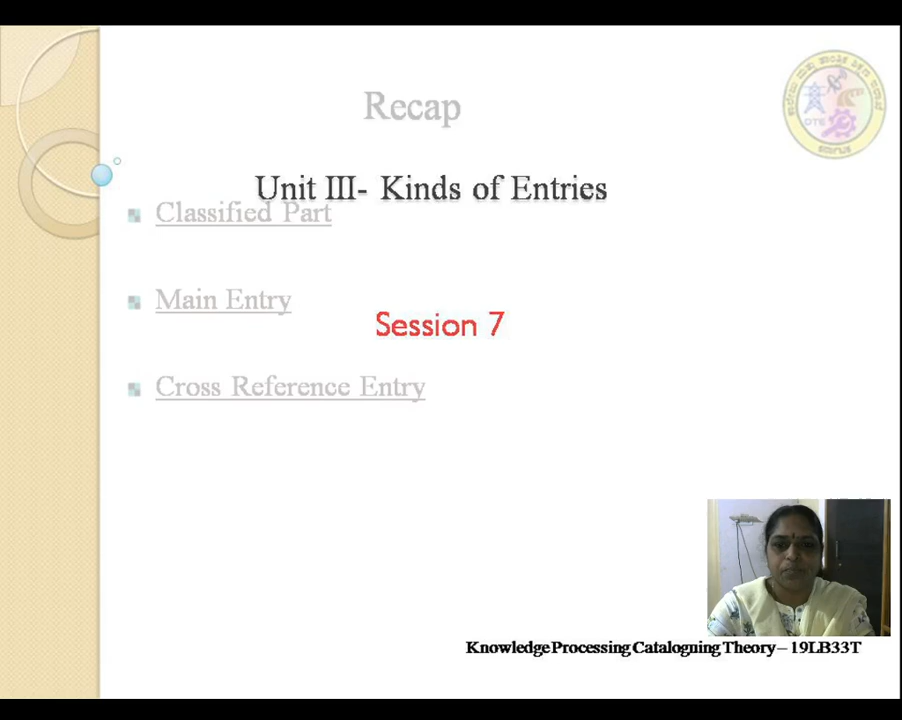 Recap
Unit III- Kinds of Entries
Classified Part
Main Entry
Session 7
Cross Reference Entry
OTE
Knowledge Processing Cataloguing Theory – 19LB33T